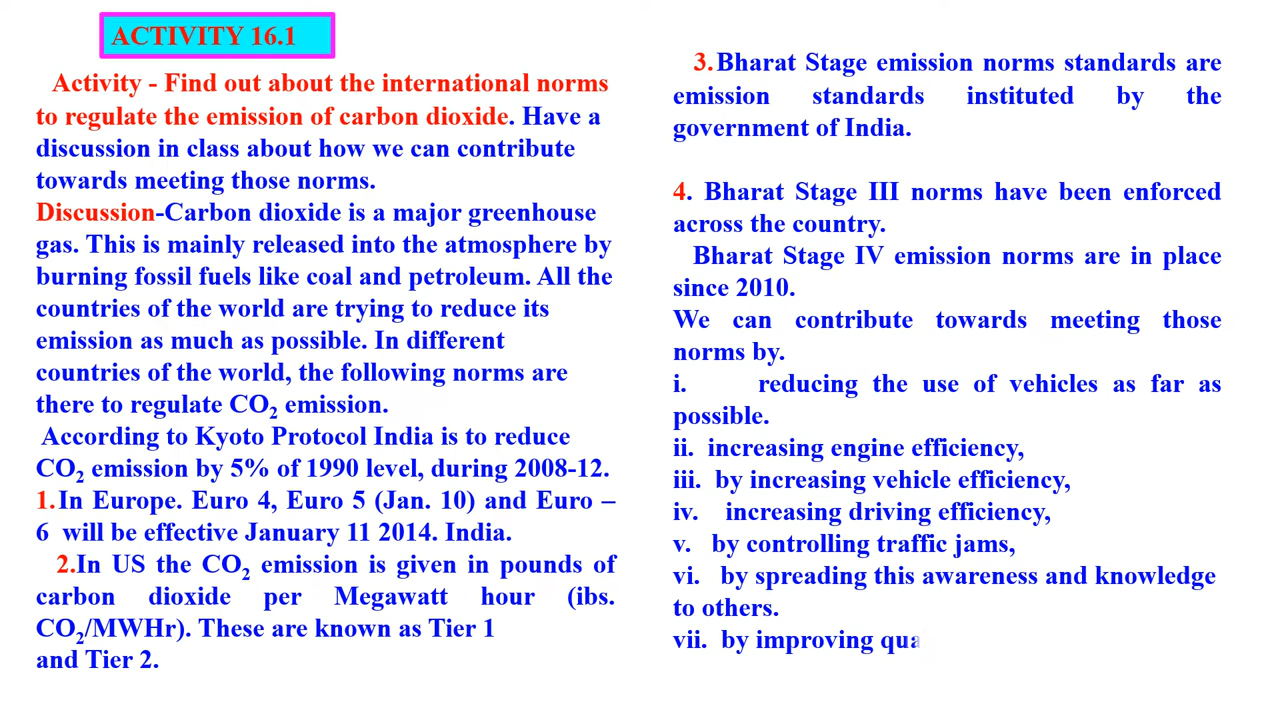 ACTIVITY 16.1
Activity - Find out about the international norms
to regulate the emission of carbon dioxide. Have a
discussion in class about how we can contribute
towards meeting those norms.
Discussion-Carbon dioxide is a major greenhouse
gas. This is mainly released into the atmosphere by
burning fossil fuels like coal and petroleum. All the
countries of the world are trying to reduce its
emission as much as possible. In different
countries of the world, the following norms are
there to regulate CO₂ emission.
According to Kyoto Protocol India is to reduce
CO₂ emission by 5% of 1990 level, during 2008-12.
1.In Europe. Euro 4, Euro 5 (Jan. 10) and Euro –
6 will be effective January 11 2014. India.
2.In US the CO₂ emission is given in pounds of
carbon dioxide per Megawatt hour (ibs.
CO₂/MWHr). These are known as Tier 1
and Tier 2.
3.Bharat Stage emission norms standards are
emission standards instituted by the
government of India.
4. Bharat Stage III norms have been enforced
across the country.
Bharat Stage IV emission norms are in place
since 2010.
We can contribute towards meeting those
norms by.
i. reducing the use of vehicles as far as
possible.
ii. increasing engine efficiency,
iii. by increasing vehicle efficiency,
iv. increasing driving efficiency,
v. by controlling traffic jams,
vi. by spreading this awareness and knowledge
to others.
vii. by improving